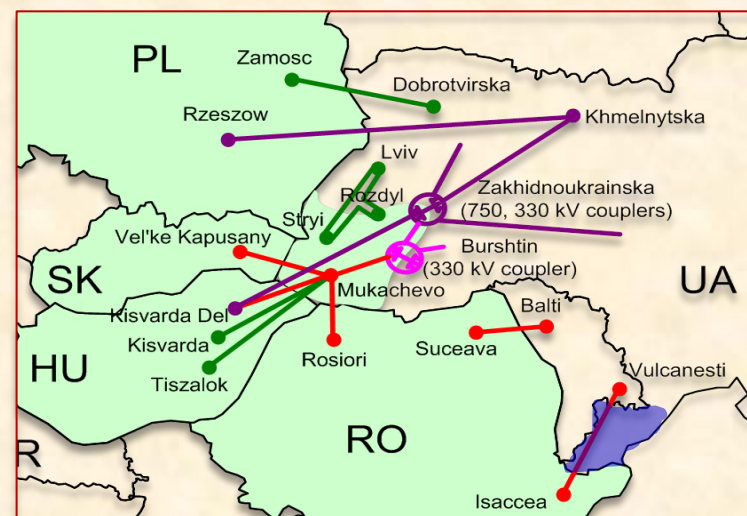 PL
Zamosc
Dobrotvirska
Rzeszow
Khmelnytska
Lviv
Rozdyl
Zakhidnoukrainska
(750, 330 kV couplers)
Stryi
Vel'ke Kapusany
Burshtin
(330 kV coupler)
SK
Mukachevo
UA
Kisvarda Del
Balti
Kisvarda
Rosiori
Suceava
HU
Tiszalok
Vulcanesti
RO
R
Isaccea